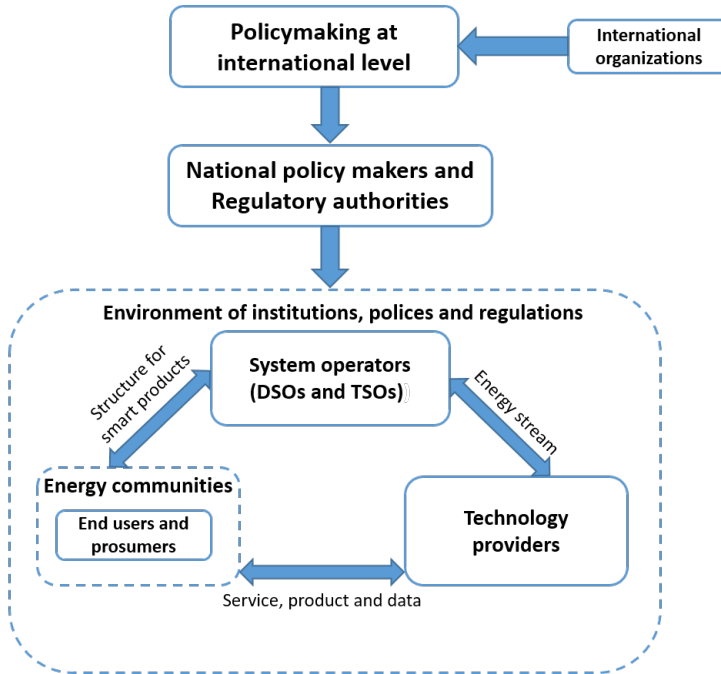 Policymaking at
international level
International
organizations
National policy makers and
Regulatory authorities
Environment of institutions, polices and regulations
System operators
(DSOs and TSOs)
Structure for
smart products
Energy stream
Energy communities
End users and
prosumers
Technology
providers
Service, product and data